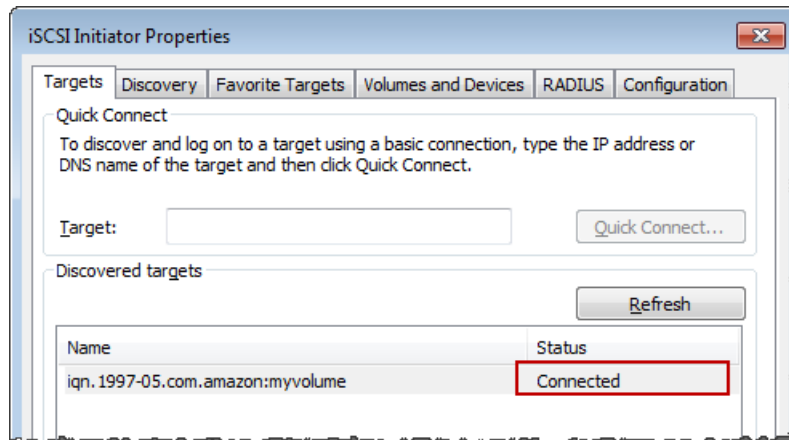 iSCSI Initiator Properties
Targets Discovery Favorite Targets Volumes and Devices RADIUS Configuration
Quick Connect
To discover and log on to a target using a basic connection, type the IP address or
DNS name of the target and then click Quick Connect.
Target: Quick Connect...
Discovered targets
Refresh
Name Status
iqn.1997-05.com.amazon:myvolume Connected